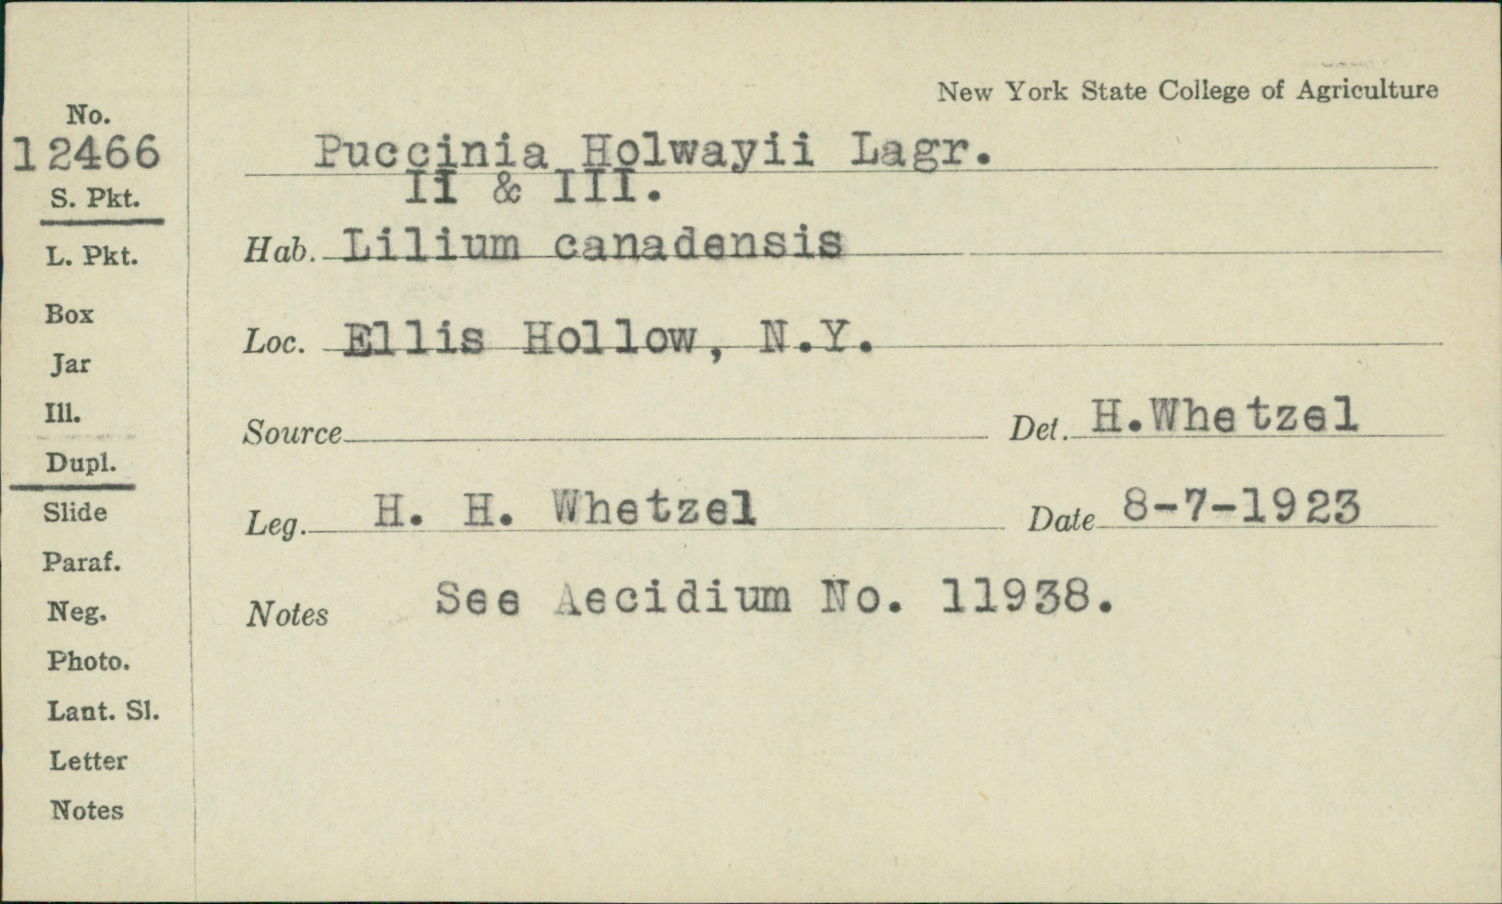 New York State College of Agriculture
No.
12466
S. Pkt.
L. Pkt.
Box
Jar
Ill.
Dupl.
Slide
Paraf.
Neg.
Photo.
Lant. Sl.
Letter
Notes
Puccinia Holwayii Lagr.
II & III.
Hab. Lilium canadensis
Loc. Ellis Hollow, N.Y.
Source Det. H.Whetzel
Leg. H. H. Whetzel Date 8-7-1923
Notes See Aecidium No. 11938.